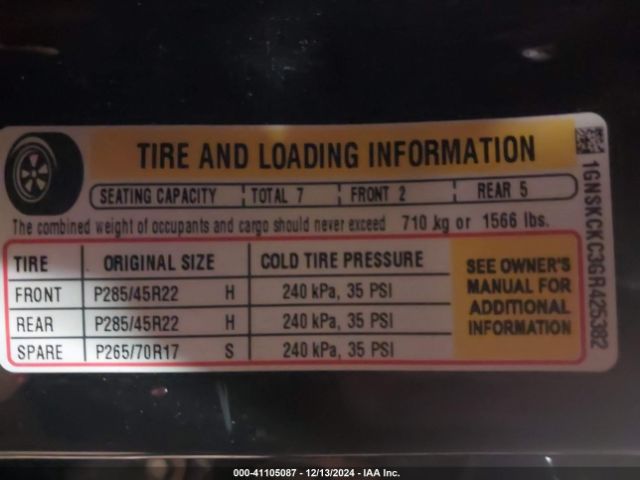 TIRE AND LOADING INFORMATION
SEATING CAPACITY TOTAL 7 FRONT 2 REAR 5
The combined weight of occupants and cargo should never exceed 710 kg or 1566 lbs.
TIRE ORIGINAL SIZE COLD TIRE PRESSURE
FRONT P285/45R22 H 240 kPa, 35 PSI
REAR P285/45R22 H 240 kPa, 35 PSI
SPARE P265/70R17 S 240 kPa, 35 PSI
SEE OWNER'S
MANUAL FOR
ADDITIONAL
INFORMATION
1GNSKCKC3GR425382
000-41105087 - 12/13/2024 - IAA Inc.